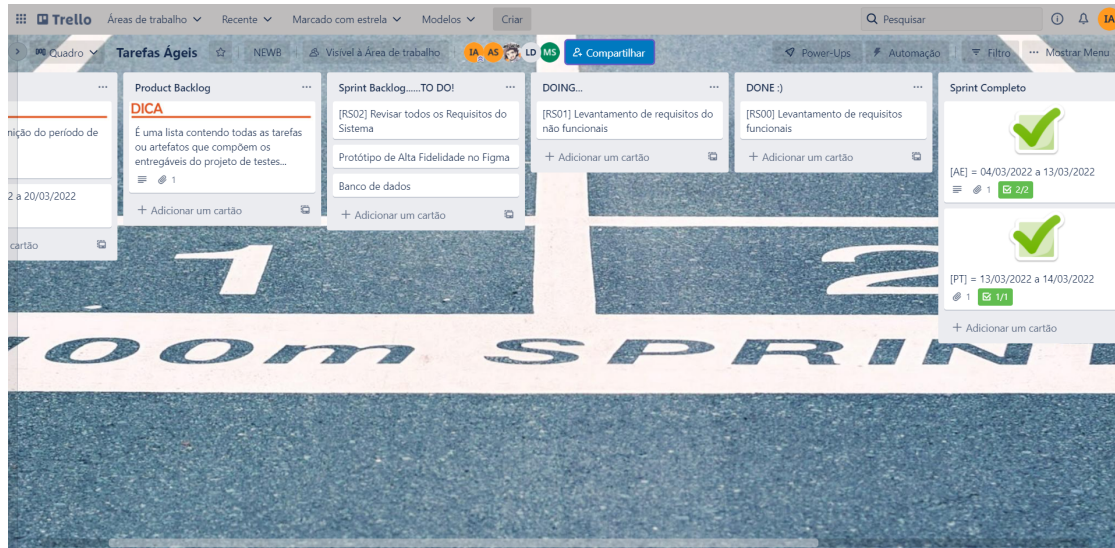 Trello
Áreas de trabalho
Recente
Marcado com estrela
Modelos
Criar
Pesquisar
IA
Quadro
Tarefas Ágeis
NEWB
Visível à Área de trabalho
IA
AS
LD
MS
Compartilhar
Power-Ups
Automação
Filtro
Mostrar Menu
nição do período de
2 a 20/03/2022
cartão
Product Backlog
DICA
É uma lista contendo todas as tarefas
ou artefatos que compõem os
entregáveis do projeto de testes...
1
+ Adicionar um cartão
Sprint Backlog......TO DO!
[RS02] Revisar todos os Requisitos do
Sistema
Protótipo de Alta Fidelidade no Figma
Banco de dados
+ Adicionar um cartão
DOING...
[RS01] Levantamento de requisitos do
não funcionais
+ Adicionar um cartão
DONE :)
[RS00] Levantamento de requisitos
funcionais
+ Adicionar um cartão
Sprint Completo
[AE] = 04/03/2022 a 13/03/2022
1 2/2
[PT] = 13/03/2022 a 14/03/2022
1 1/1
+ Adicionar um cartão
1 2
100m SPRINT